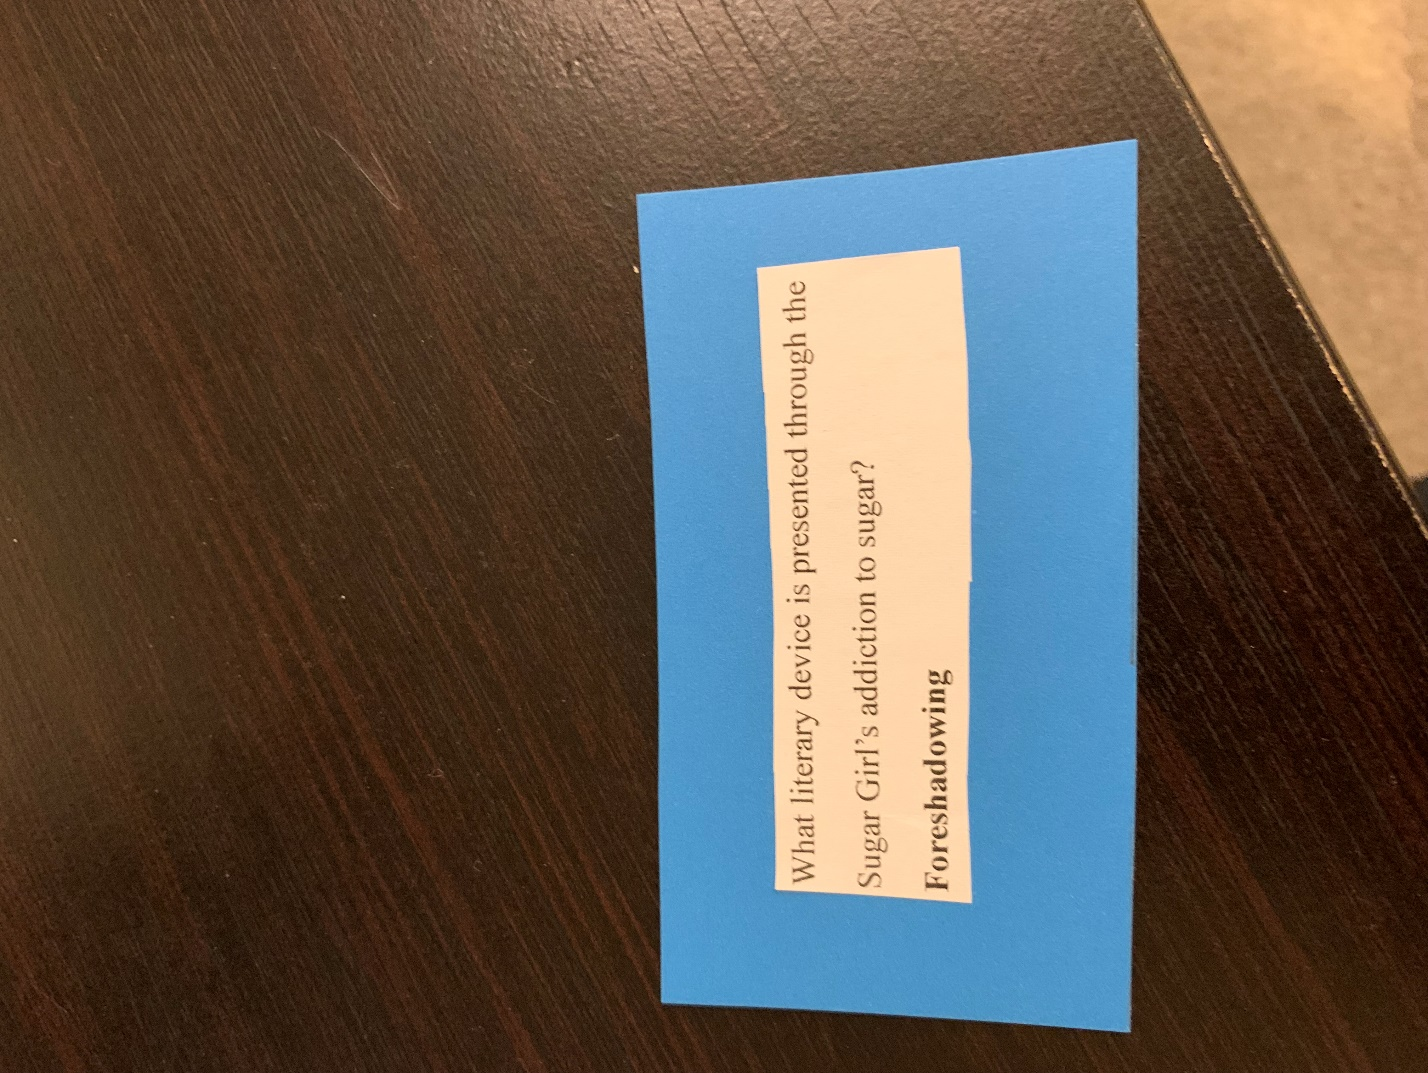 What literary device is presented through the
Sugar Girl's addiction to sugar?
Foreshadowing